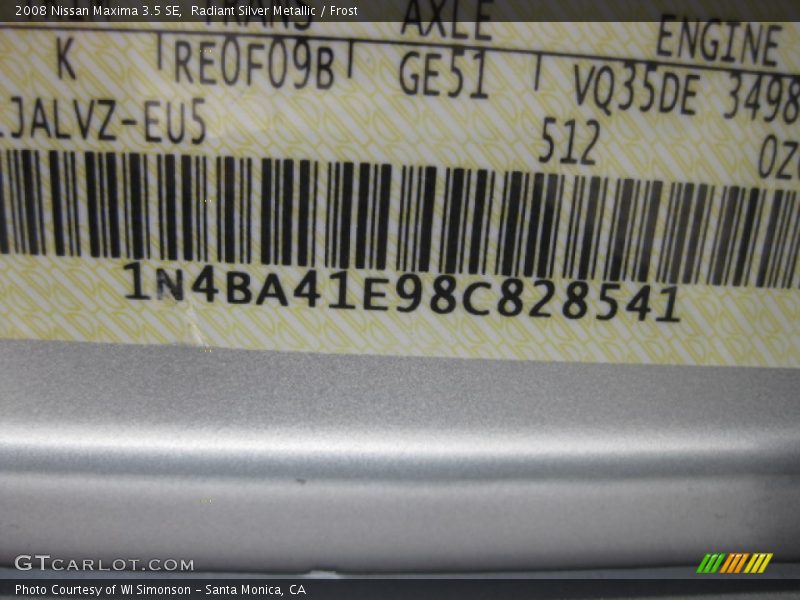 2008 Nissan Maxima 3.5 SE, Radiant Silver Metallic / Frost
TRANS AXLE ENGINE
K RE0F09B GE51 VQ35DE 3498
JALVZ-EU5 512
1N4BA41E98C828541
GTCARLOT.COM
Photo Courtesy of WI Simonson – Santa Monica, CA